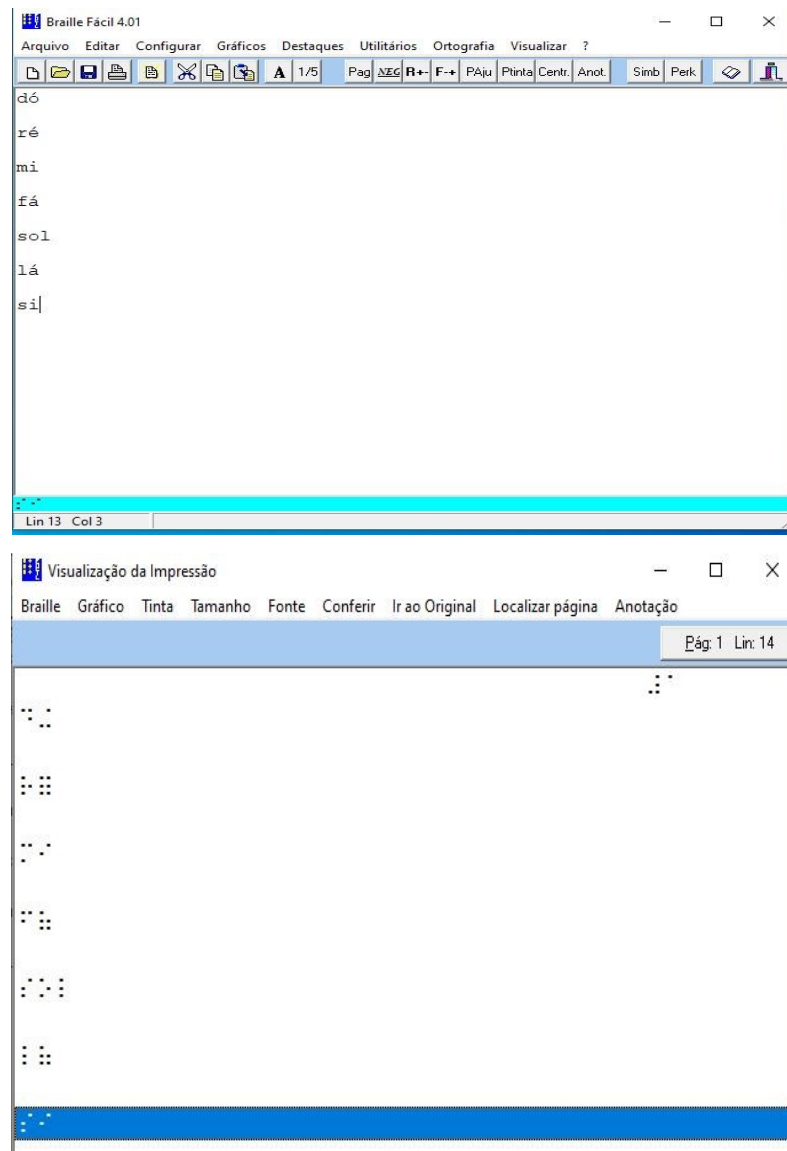 Braille Fácil 4.01
Arquivo Editar Configurar Gráficos Destaques Utilitários Ortografia Visualizar ?
A 1/5 Pag NEG R+- F-+ PAju Ptinta Centr. Anot. Simb Perk
dó
ré
mi
fá
sol
lá
si
⠎⠊
Lin 13 Col 3
Visualização da Impressão
Braille Gráfico Tinta Tamanho Fonte Conferir Ir ao Original Localizar página Anotação
Pág: 1 Lin: 14
⠼⠁
⠙⠬
⠗⠿
⠍⠊
⠋⠷
⠎⠕⠇
⠇⠷
⠎⠊